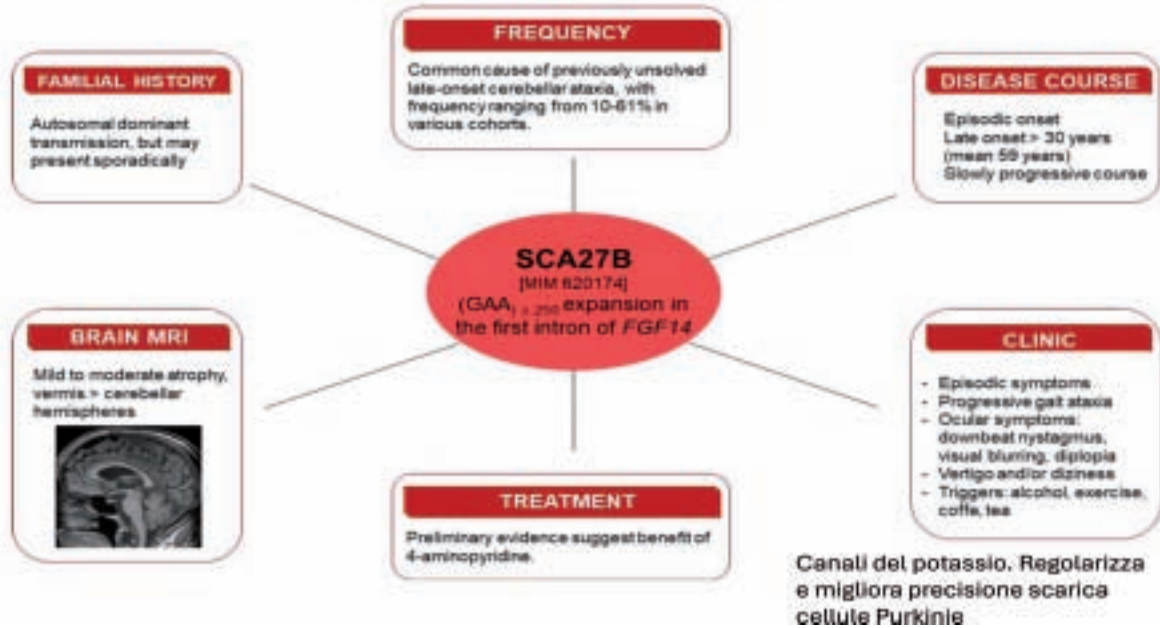 FREQUENCY
Common cause of previously unsolved
late-onset cerebellar ataxia, with
frequency ranging from 10-61% in
various cohorts.
FAMILIAL HISTORY
Autosomal dominant
transmission, but may
present sporadically
DISEASE COURSE
Episodic onset
Late onset > 30 years
(mean 59 years)
Slowly progressive course
SCA27B
[MIM 620174]
(GAA) ≥ 250 expansion in
the first intron of FGF14
BRAIN MRI
Mild to moderate atrophy,
vermis > cerebellar
hemispheres
CLINIC
- Episodic symptoms
- Progressive gait ataxia
- Ocular symptoms:
downbeat nystagmus,
visual blurring, diplopia
- Vertigo and/or diziness
- Triggers: alcohol, exercise,
coffe, tea
TREATMENT
Preliminary evidence suggest benefit of
4-aminopyridine.
Canali del potassio. Regolarizza
e migliora precisione scarica
cellule Purkinie